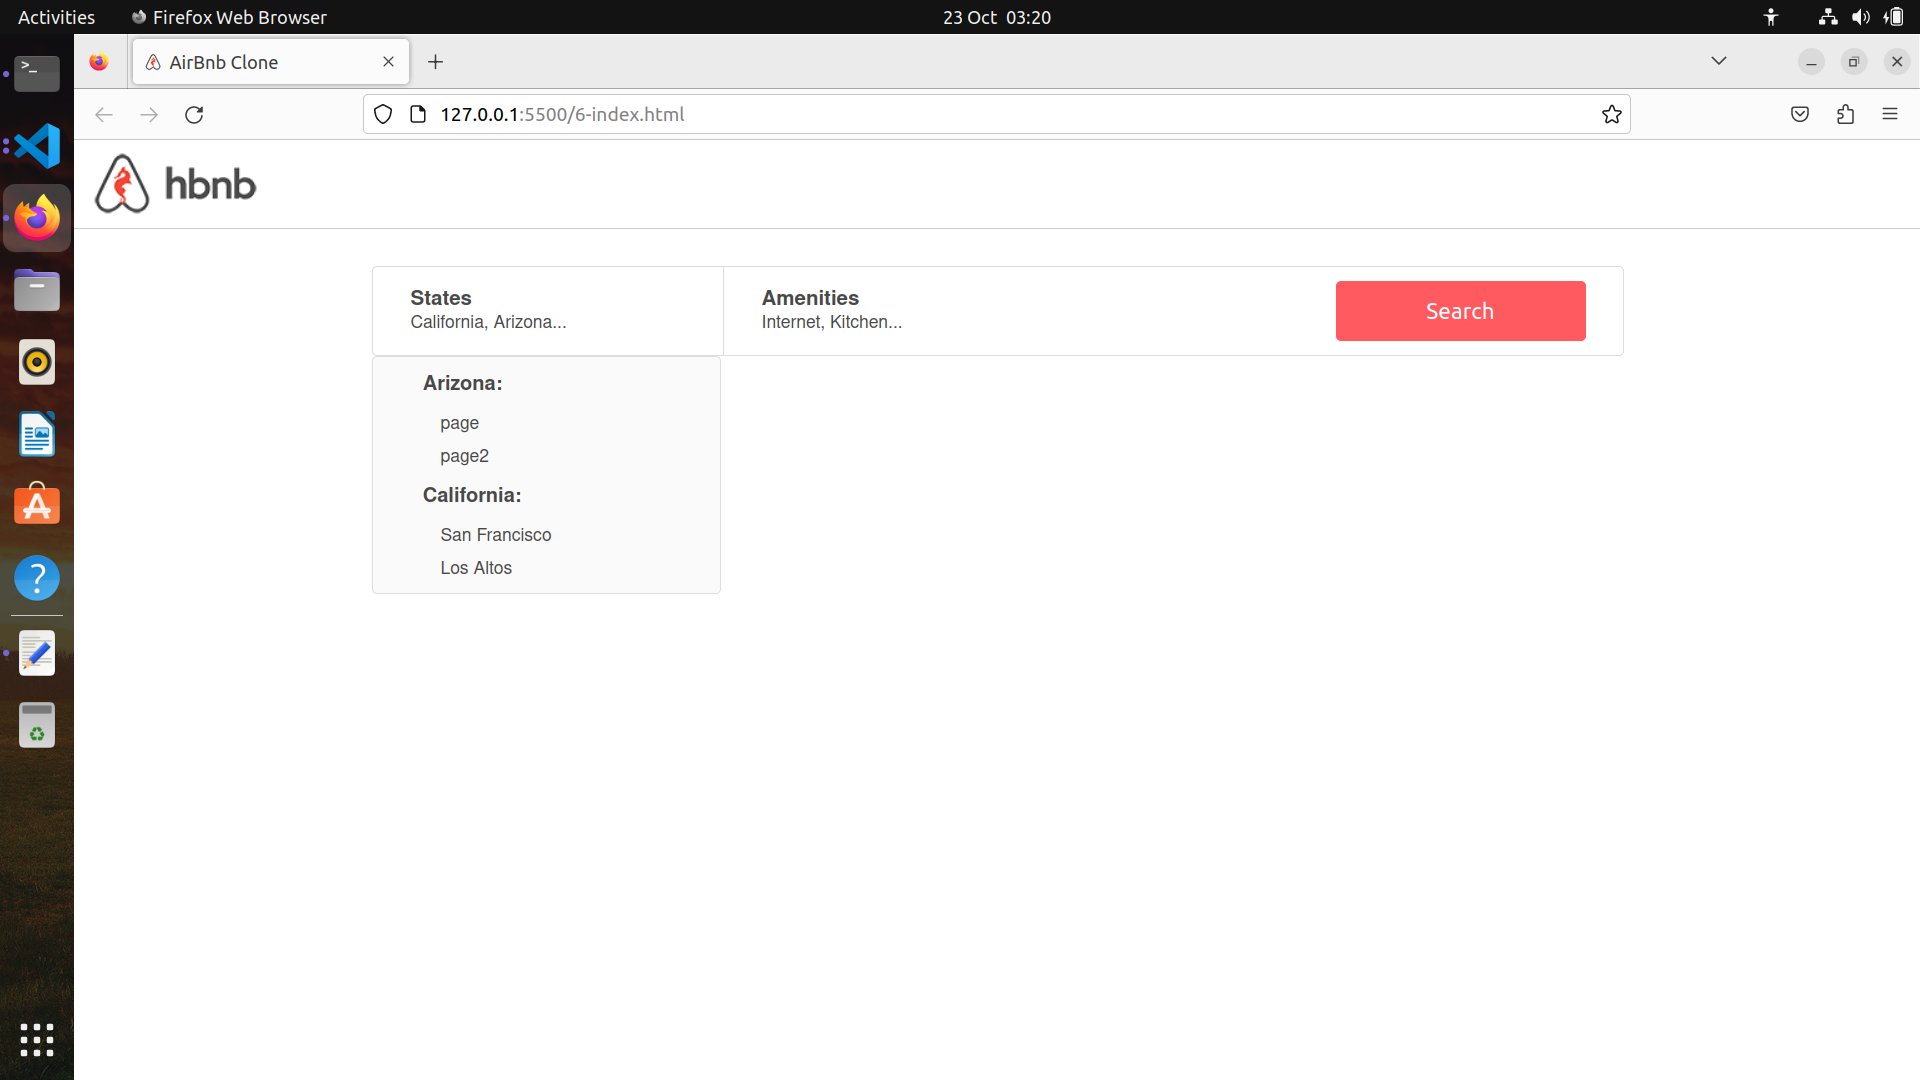 Activities
Firefox Web Browser
23 Oct 03:20
AirBnb Clone
127.0.0.1:5500/6-index.html
hbnb
States
California, Arizona...
Amenities
Internet, Kitchen...
Search
Arizona:
page
page2
California:
San Francisco
Los Altos